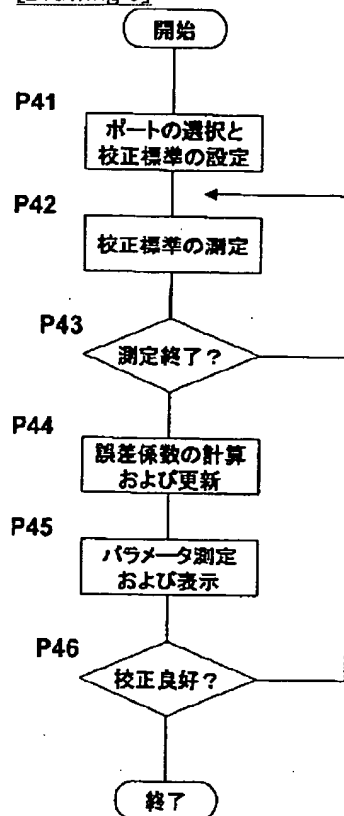 開始
P41
ポートの選択と
校正標準の設定
P42
校正標準の測定
P43
測定終了?
P44
誤差係数の計算
および更新
P45
パラメータ測定
および表示
P46
校正良好?
終了